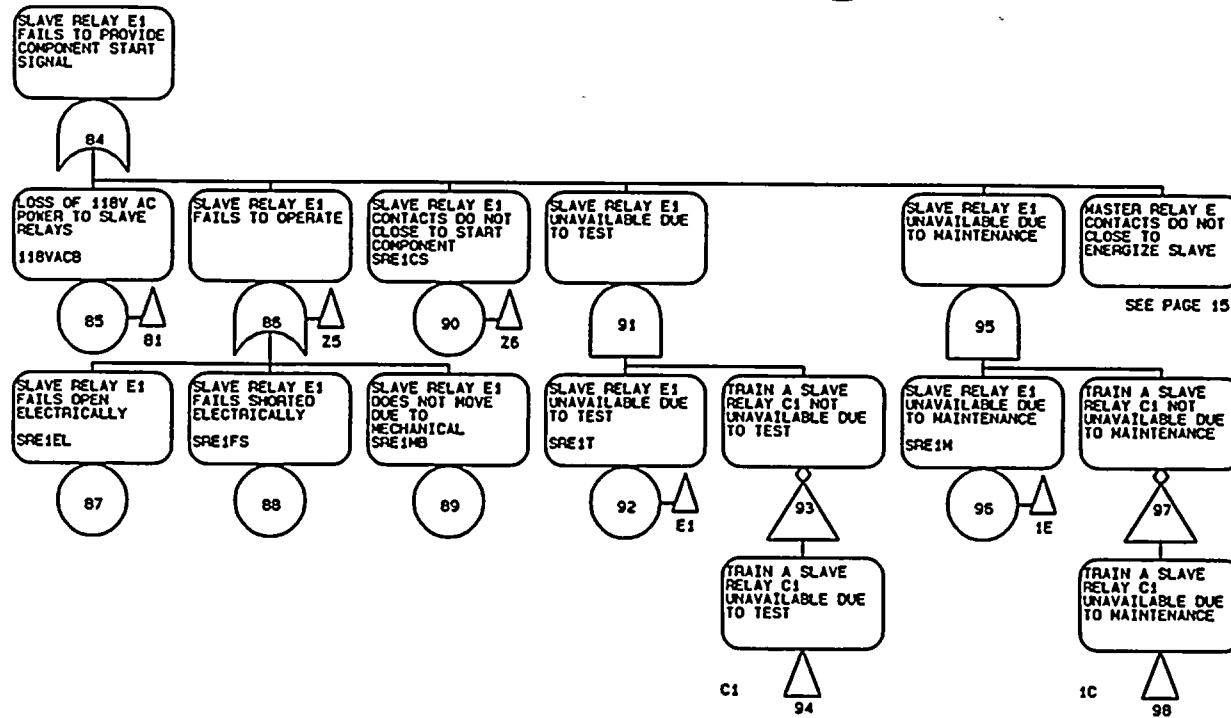 SLAVE RELAY E1
FAILS TO PROVIDE
COMPONENT START
SIGNAL
84
LOSS OF 118V AC
POWER TO SLAVE
RELAYS
118VACB
85
81
SLAVE RELAY E1
FAILS TO OPERATE
86
Z5
SLAVE RELAY E1
CONTACTS DO NOT
CLOSE TO START
COMPONENT
SRE1CS
90
Z6
SLAVE RELAY E1
UNAVAILABLE DUE
TO TEST
91
SLAVE RELAY E1
UNAVAILABLE DUE
TO MAINTENANCE
95
MASTER RELAY E
CONTACTS DO NOT
CLOSE TO
ENERGIZE SLAVE
SEE PAGE 15
SLAVE RELAY E1
FAILS OPEN
ELECTRICALLY
SRE1EL
87
SLAVE RELAY E1
FAILS SHORTED
ELECTRICALLY
SRE1FS
88
SLAVE RELAY E1
DOES NOT MOVE
DUE TO
MECHANICAL
SRE1MB
89
SLAVE RELAY E1
UNAVAILABLE DUE
TO TEST
SRE1T
92
E1
TRAIN A SLAVE
RELAY C1 NOT
UNAVAILABLE DUE
TO TEST
93
SLAVE RELAY E1
UNAVAILABLE DUE
TO MAINTENANCE
SRE1M
96
1E
TRAIN A SLAVE
RELAY C1 NOT
UNAVAILABLE DUE
TO MAINTENANCE
97
TRAIN A SLAVE
RELAY C1
UNAVAILABLE DUE
TO TEST
C1
94
TRAIN A SLAVE
RELAY C1
UNAVAILABLE DUE
TO MAINTENANCE
1C
98